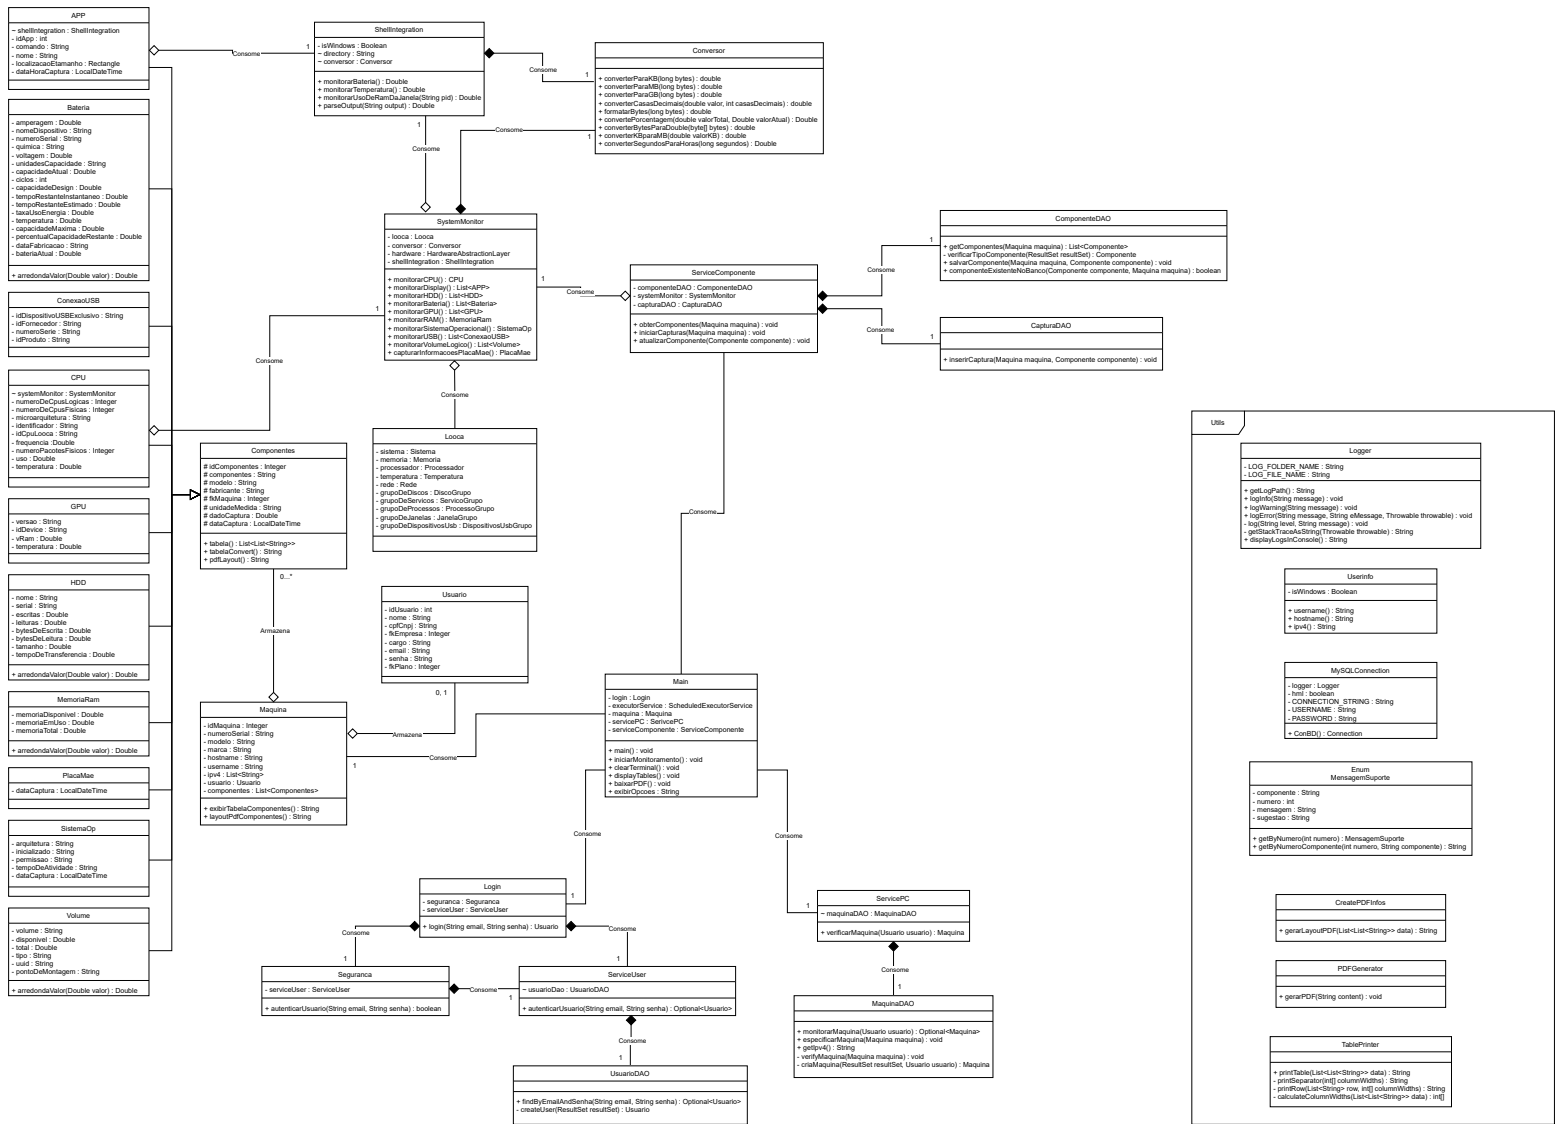 APP
~ shellIntegration : ShellIntegration
- idApp : int
- comando : String
- nome : String
- localizacaoEtamanho : Rectangle
- dataHoraCaptura : LocalDateTime
Bateria
- amperagem : Double
- nomeDispositivo : String
- numeroSerial : String
- quimica : String
- voltagem : Double
- unidadesCapacidade : String
- capacidadeAtual : Double
- ciclos : int
- capacidadeDesign : Double
- tempoRestanteInstantaneo : Double
- tempoRestanteEstimado : Double
- taxaUsoEnergia : Double
- temperatura : Double
- capacidadeMaxima : Double
- percentualCapacidadeRestante : Double
- dataFabricacao : String
- bateriaAtual : Double
+ arredondaValor(Double valor) : Double
ConexaoUSB
- idDispositivoUSBExclusivo : String
- idFornecedor : String
- numeroSerie : String
- idProduto : String
CPU
~ systemMonitor : SystemMonitor
- numeroDeCpusLogicas : Integer
- numeroDeCpusFisicas : Integer
- microarquitetura : String
- identificador : String
- idCpuLooca : String
- frequencia :Double
- numeroPacotesFisicos : Integer
- uso : Double
- temperatura : Double
GPU
- versao : String
- idDevice : String
- vRam : Double
- temperatura : Double
HDD
- nome : String
- serial : String
- escritas : Double
- leituras : Double
- bytesDeEscrita : Double
- bytesDeLeitura : Double
- tamanho : Double
- tempoDeTransferencia : Double
+ arredondaValor(Double valor) : Double
MemoriaRam
- memoriaDisponivel : Double
- memoriaEmUso : Double
- memoriaTotal : Double
+ arredondaValor(Double valor) : Double
PlacaMae
- dataCaptura : LocalDateTime
SistemaOp
- arquitetura : String
- inicializado : String
- permissao : String
- tempoDeAtividade : String
- dataCaptura : LocalDateTime
Volume
- volume : String
- disponivel : Double
- total : Double
- tipo : String
- uuid : String
- pontoDeMontagem : String
+ arredondaValor(Double valor) : Double
Consome
1
ShellIntegration
- isWindows : Boolean
~ directory : String
~ conversor : Conversor
+ monitorarBateria() : Double
+ monitorarTemperatura() : Double
+ monitorarUsoDeRamDaJanela(String pid) : Double
+ parseOutput(String output) : Double
Consome
1
Conversor
+ converterParaKB(long bytes) : double
+ converterParaMB(long bytes) : double
+ converterParaGB(long bytes) : double
+ converterCasasDecimais(double valor, int casasDecimais) : double
+ formatarBytes(long bytes) : double
+ convertePorcentagem(double valorTotal, Double valorAtual) : Double
+ converterBytesParaDouble(byte[] bytes) : double
+ converterKBparaMB(double valorKB) : double
+ converterSegundosParaHoras(long segundos) : Double
1
Consome
Consome
1
SystemMonitor
- looca : Looca
- conversor : Conversor
- hardware : HardwareAbstractionLayer
- shellIntegration : ShellIntegration
+ monitorarCPU() : CPU
+ monitorarDisplay() : List<APP>
+ monitorarHDD() : List<HDD>
+ monitorarBateria() : List<Bateria>
+ monitorarGPU() : List<GPU>
+ monitorarRAM() : MemoriaRam
+ monitorarSistemaOperacional() : SistemaOp
+ monitorarUSB() : List<ConexaoUSB>
+ monitorarVolumeLogico() : List<Volume>
+ capturarInformacoesPlacaMae() : PlacaMae
1
Consome
1
Consome
Consome
Looca
- sistema : Sistema
- memoria : Memoria
- processador : Processador
- temperatura : Temperatura
- rede : Rede
- grupoDeDiscos : DiscoGrupo
- grupoDeServicos : ServicoGrupo
- grupoDeProcessos : ProcessoGrupo
- grupoDeJanelas : JanelaGrupo
- grupoDeDispositivosUsb : DispositivosUsbGrupo
ServiceComponente
- componenteDAO : ComponenteDAO
- systemMonitor : SystemMonitor
- capturaDAO : CapturaDAO
+ obterComponentes(Maquina maquina) : void
+ iniciarCapturas(Maquina maquina) : void
+ atualizarComponente(Componente componente) : void
Consome
1
ComponenteDAO
+ getComponentes(Maquina maquina) : List<Componente>
- verificarTipoComponente(ResultSet resultSet) : Componente
+ salvarComponente(Maquina maquina, Componente componente) : void
+ componenteExistenteNoBanco(Componente componente, Maquina maquina) : boolean
Consome
1
CapturaDAO
+ inserirCaptura(Maquina maquina, Componente componente) : void
Consome
Componentes
# idComponentes : Integer
# componentes : String
# modelo : String
# fabricante : String
# fkMaquina : Integer
# unidadeMedida : String
# dadoCaptura : Double
# dataCaptura : LocalDateTime
+ tabela() : List<List<String>>
+ tabelaConvert() : String
+ pdfLayout() : String
0...*
Armazena
Usuario
- idUsuario : int
- nome : String
- cpfCnpj : String
- fkEmpresa : Integer
- cargo : String
- email : String
- senha : String
- fkPlano : Integer
0, 1
Armazena
Maquina
- idMaquina : Integer
- numeroSerial : String
- modelo : String
- marca : String
- hostname : String
- username : String
- ipv4 : List<String>
- usuario : Usuario
- componentes : List<Componentes>
+ exibirTabelaComponentes() : String
+ layoutPdfComponentes() : String
Consome
1
Main
- login : Login
- executorService : ScheduledExecutorService
- maquina : Maquina
- servicePC : SerivcePC
- serviceComponente : ServiceComponente
+ main() : void
+ iniciarMonitoramento() : void
+ clearTerminal() : void
+ displayTables() : void
+ baixarPDF() : void
+ exibirOpcoes : String
Consome
1
Consome
1
Login
- seguranca : Seguranca
- serviceUser : ServiceUser
+ login(String email, String senha) : Usuario
Consome
1
Consome
1
Seguranca
- serviceUser : ServiceUser
+ autenticarUsuario(String email, String senha) : boolean
Consome
1
ServiceUser
~ usuarioDao : UsuarioDAO
+ autenticarUsuario(String email, String senha) : Optional<Usuario>
Consome
1
UsuarioDAO
+ findByEmailAndSenha(String email, String senha) : Optional<Usuario>
- createUser(ResultSet resultSet) : Usuario
ServicePC
~ maquinaDAO : MaquinaDAO
+ verificarMaquina(Usuario usuario) : Maquina
Consome
1
MaquinaDAO
+ monitorarMaquina(Usuario usuario) : Optional<Maquina>
+ especificarMaquina(Maquina maquina) : void
+ getIpv4() : String
- verifyMaquina(Maquina maquina) : void
- criaMaquina(ResultSet resultSet, Usuario usuario) : Maquina
Utils
Logger
- LOG_FOLDER_NAME : String
- LOG_FILE_NAME : String
+ getLogPath() : String
+ logInfo(String message) : void
+ logWarning(String message) : void
+ logError(String message, String eMessage, Throwable throwable) : void
- log(String level, String message) : void
- getStackTraceAsString(Throwable throwable) : String
+ displayLogsInConsole() : String
Userinfo
- isWindows : Boolean
+ username() : String
+ hostname() : String
+ ipv4() : String
MySQLConnection
- logger : Logger
- hml : boolean
- CONNECTION_STRING : String
- USERNAME : String
- PASSWORD : String
+ ConBD() : Connection
Enum
MensagemSuporte
- componente : String
- numero : int
- mensagem : String
- sugestao : String
+ getByNumero(int numero) : MensagemSuporte
+ getByNumeroComponente(int numero, String componente) : String
CreatePDFInfos
+ gerarLayoutPDF(List<List<String>> data) : String
PDFGenerator
+ gerarPDF(String content) : void
TablePrinter
+ printTable(List<List<String>> data) : String
- printSeparator(int[] columnWidths) : String
- printRow(List<String> row, int[] columnWidths) : String
- calculateColumnWidths(List<List<String>> data) : int[]